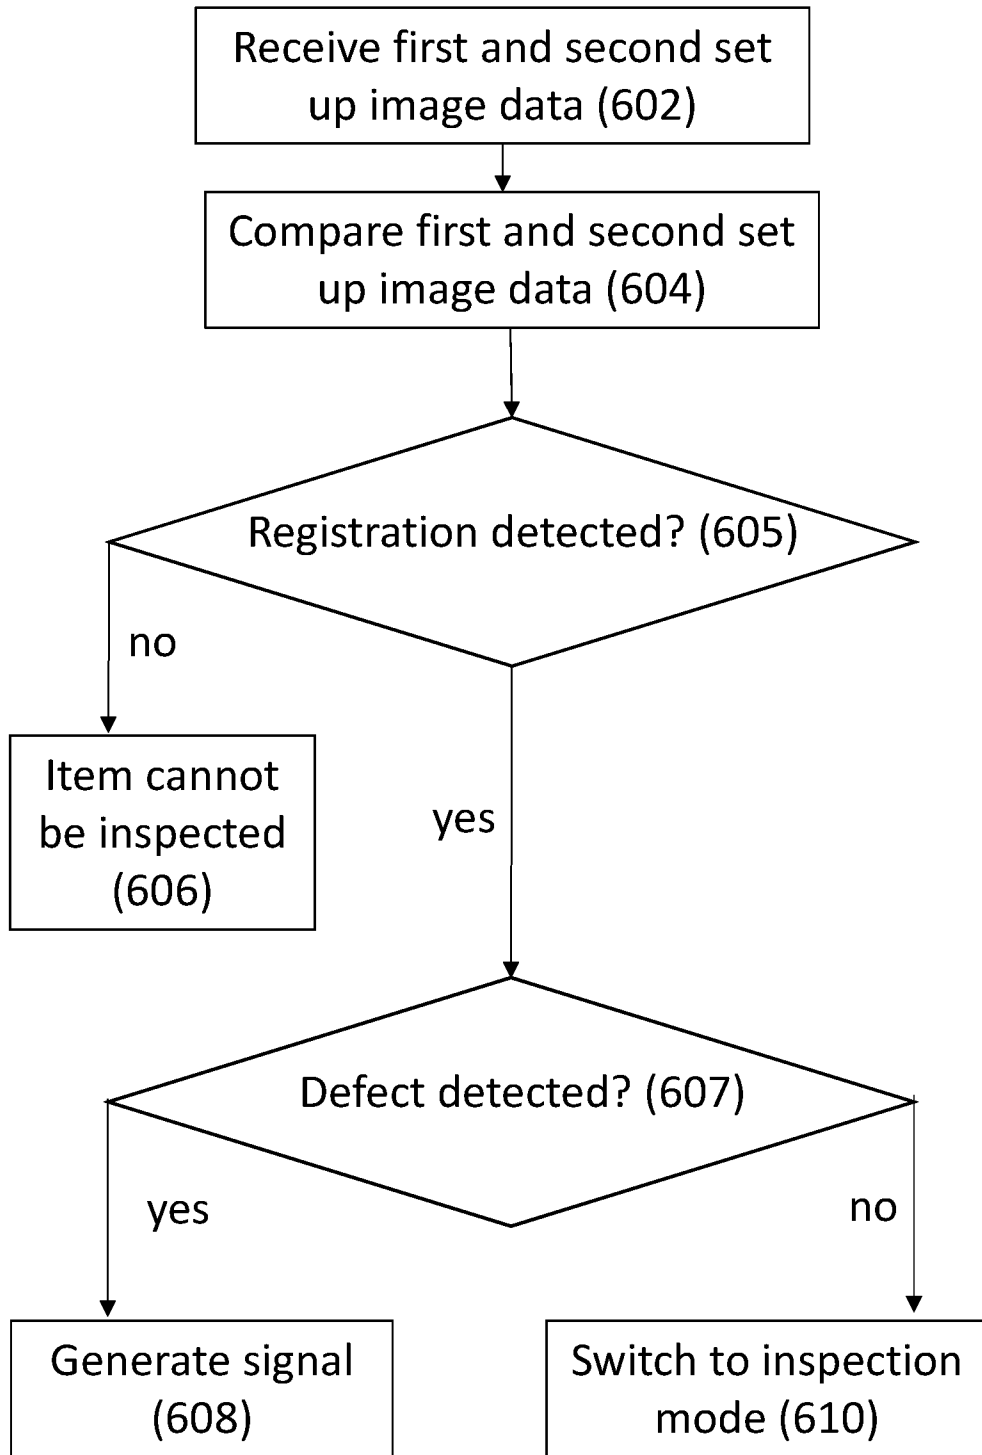 Receive first and second set
up image data (602)
Compare first and second set
up image data (604)
Registration detected? (605)
no
Item cannot
be inspected
(606)
yes
Defect detected? (607)
yes
no
Generate signal
(608)
Switch to inspection
mode (610)